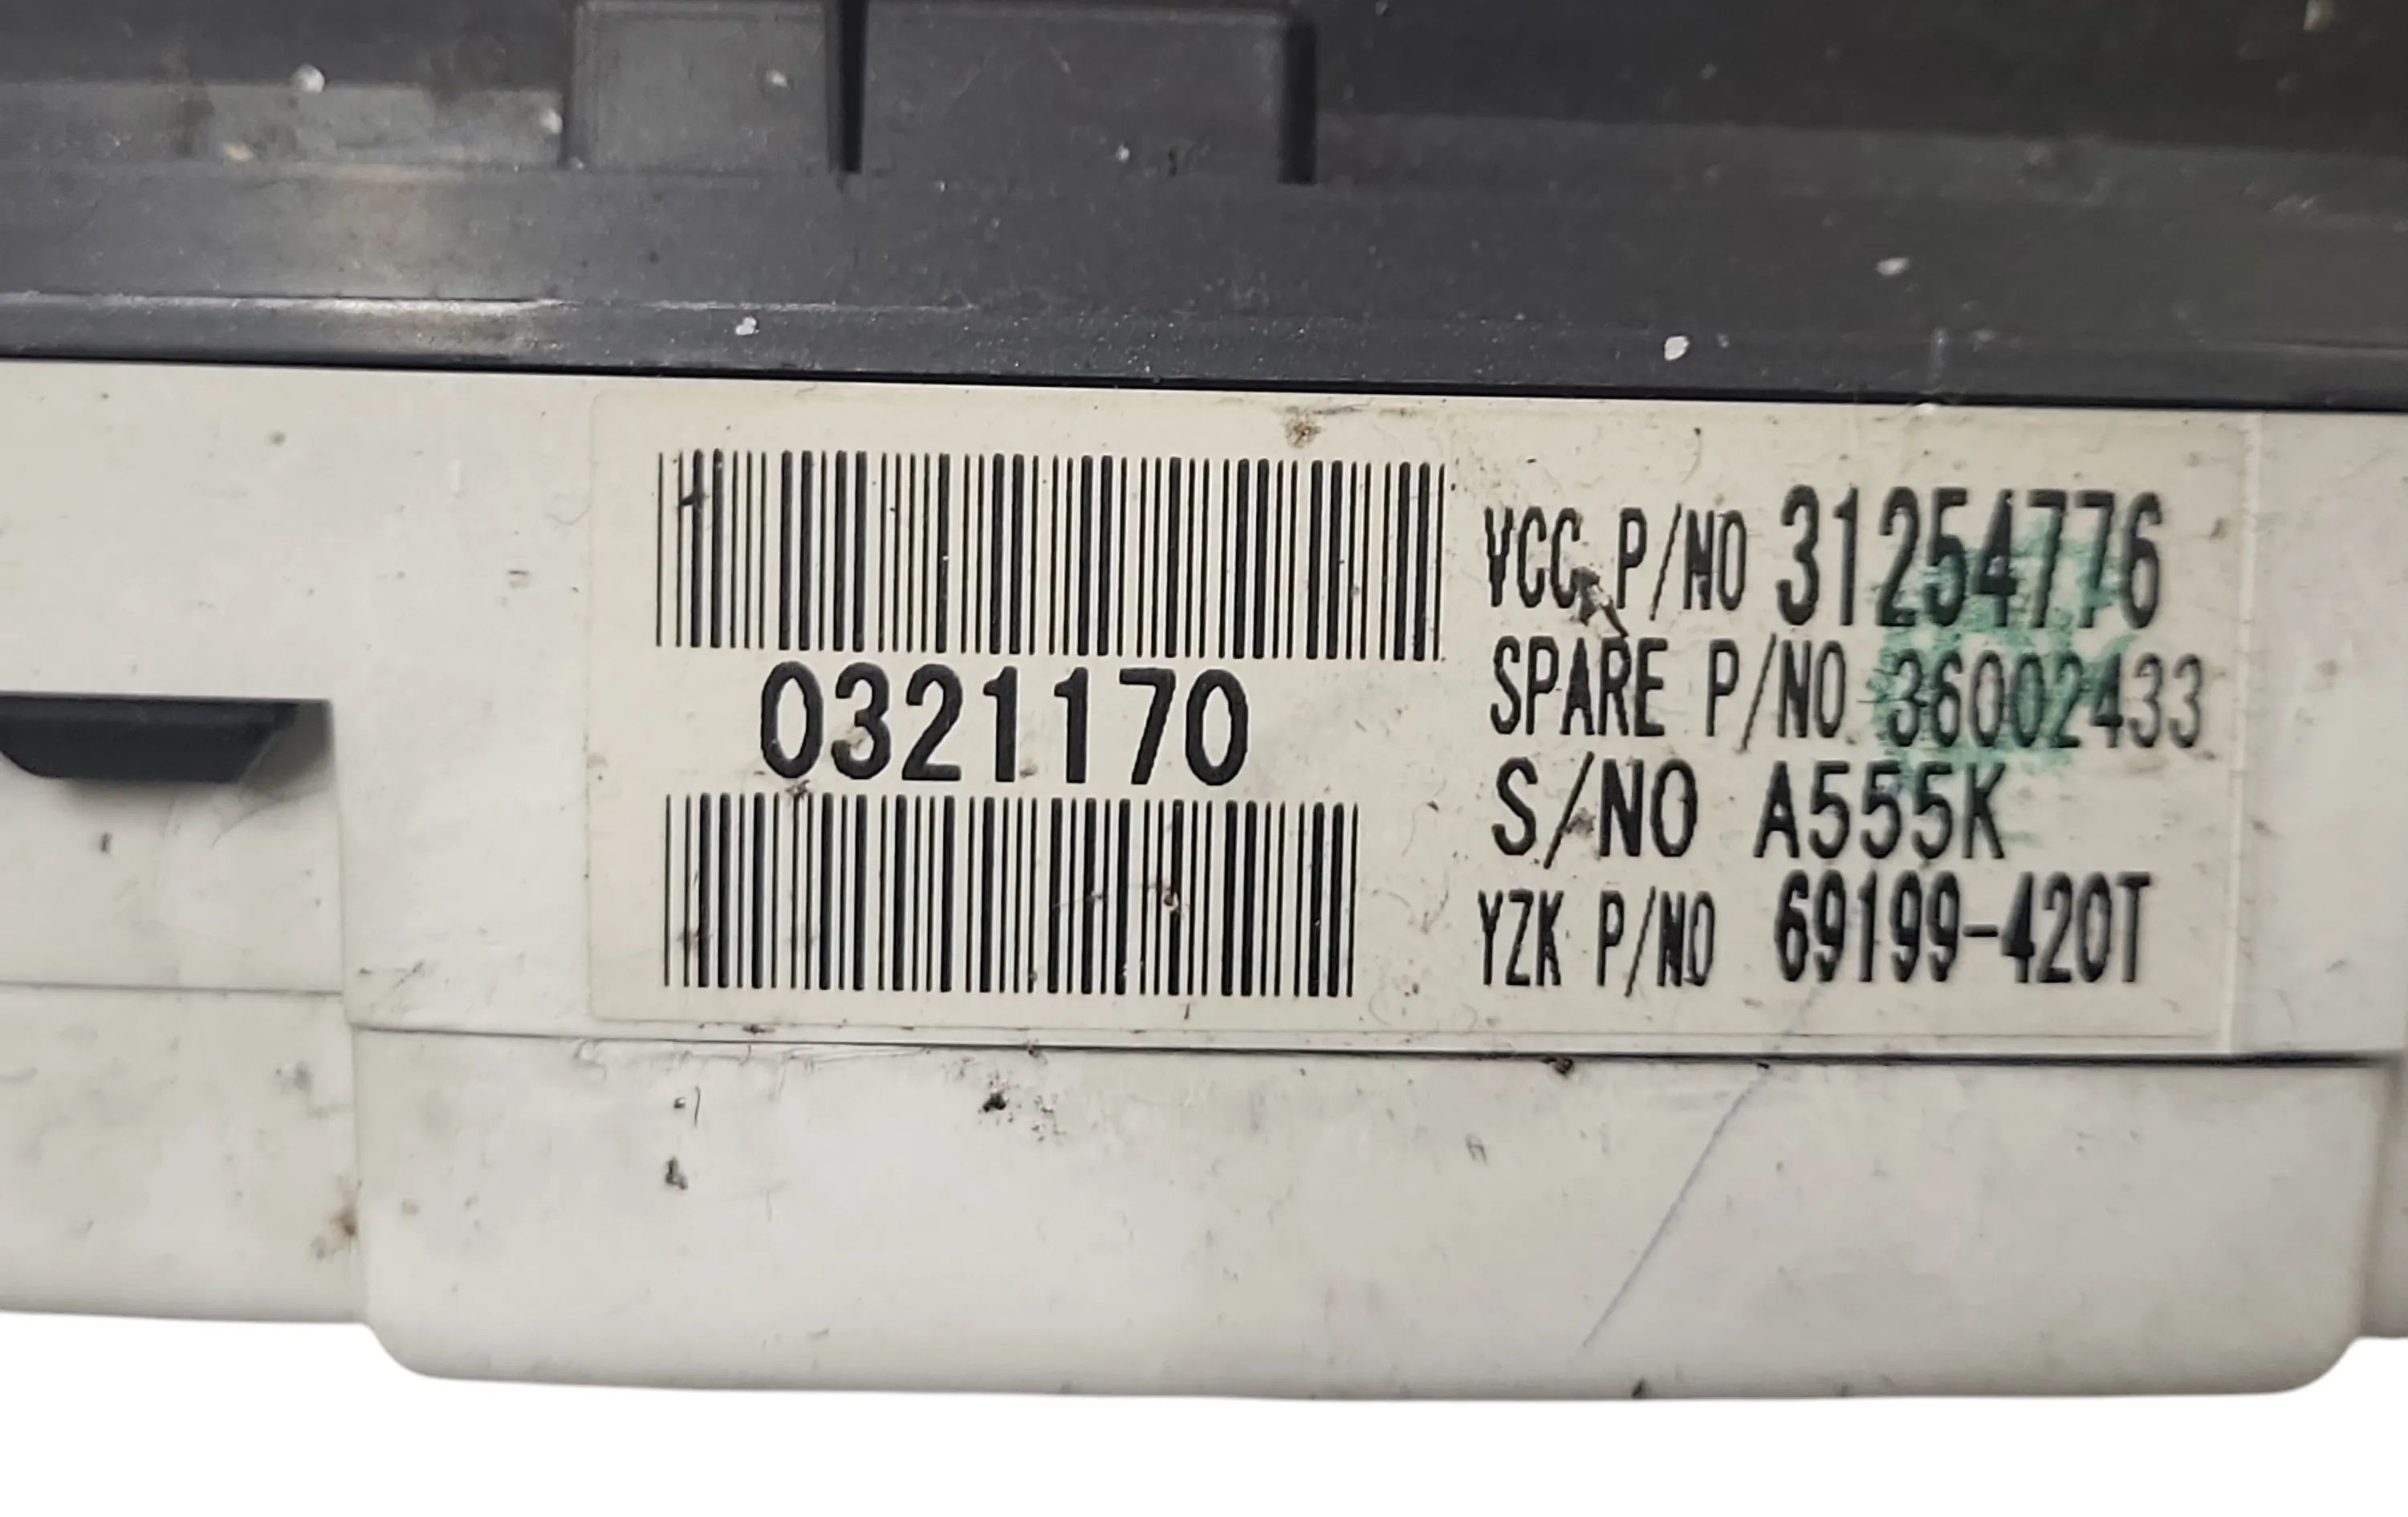 0321170
VCC P/NO 31254776
SPARE P/NO 36002433
S/NO A555K
YZK P/NO 69199-420T